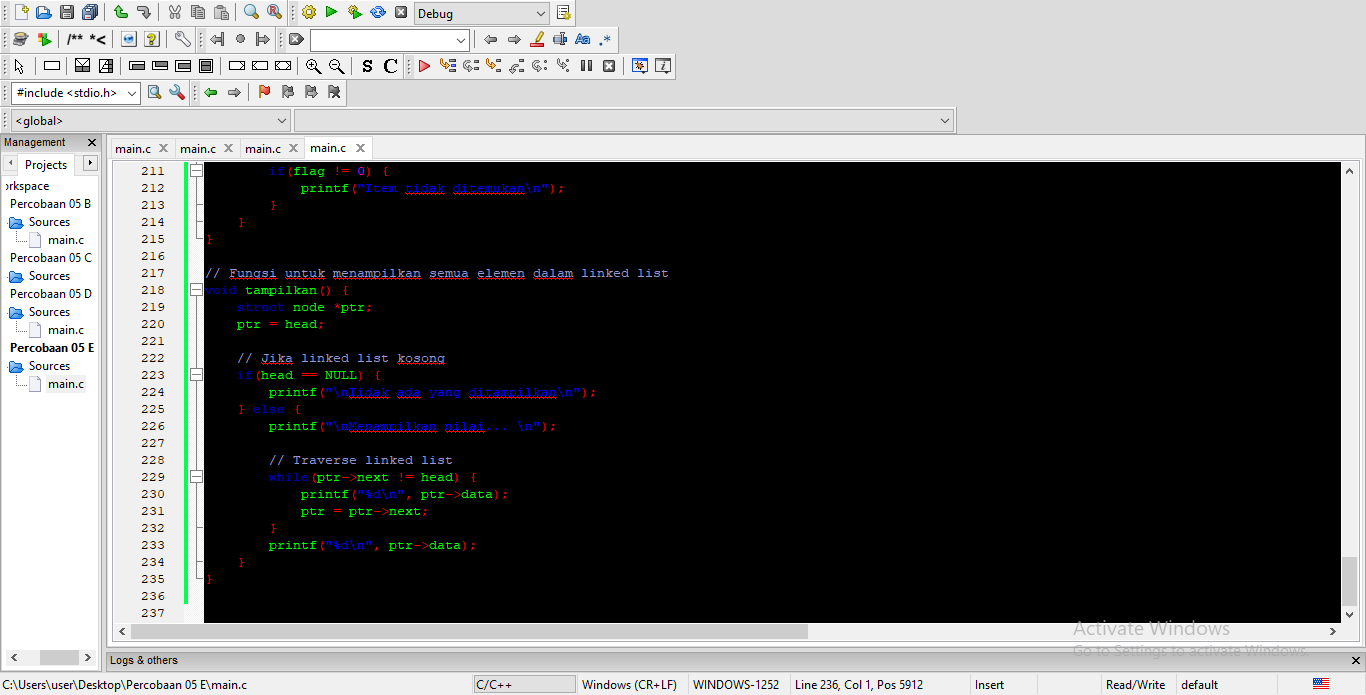 Debug
/** *<
S C
#include <stdio.h>
<global>
Management
Projects
orkspace
Percobaan 05 B
Sources
main.c
Percobaan 05 C
Sources
Percobaan 05 D
Sources
main.c
Percobaan 05 E
Sources
main.c
main.c main.c main.c main.c
211 if(flag != 0) {
212 printf("Item tidak ditemukan\n");
213 }
214 }
215 }
216
217 // Fungsi untuk menampilkan semua elemen dalam linked list
218 void tampilkan() {
219 struct node *ptr;
220 ptr = head;
221
222 // Jika linked list kosong
223 if(head == NULL) {
224 printf("\nTidak ada yang ditampilkan\n");
225 } else {
226 printf("\nMenampilkan nilai... \n");
227
228 // Traverse linked list
229 while(ptr->next != head) {
230 printf("%d\n", ptr->data);
231 ptr = ptr->next;
232 }
233 printf("%d\n", ptr->data);
234 }
235 }
236
237
Activate Windows
Go to Settings to activate Windows.
Logs & others
C:\Users\user\Desktop\Percobaan 05 E\main.c C/C++ Windows (CR+LF) WINDOWS-1252 Line 236, Col 1, Pos 5912 Insert Read/Write default